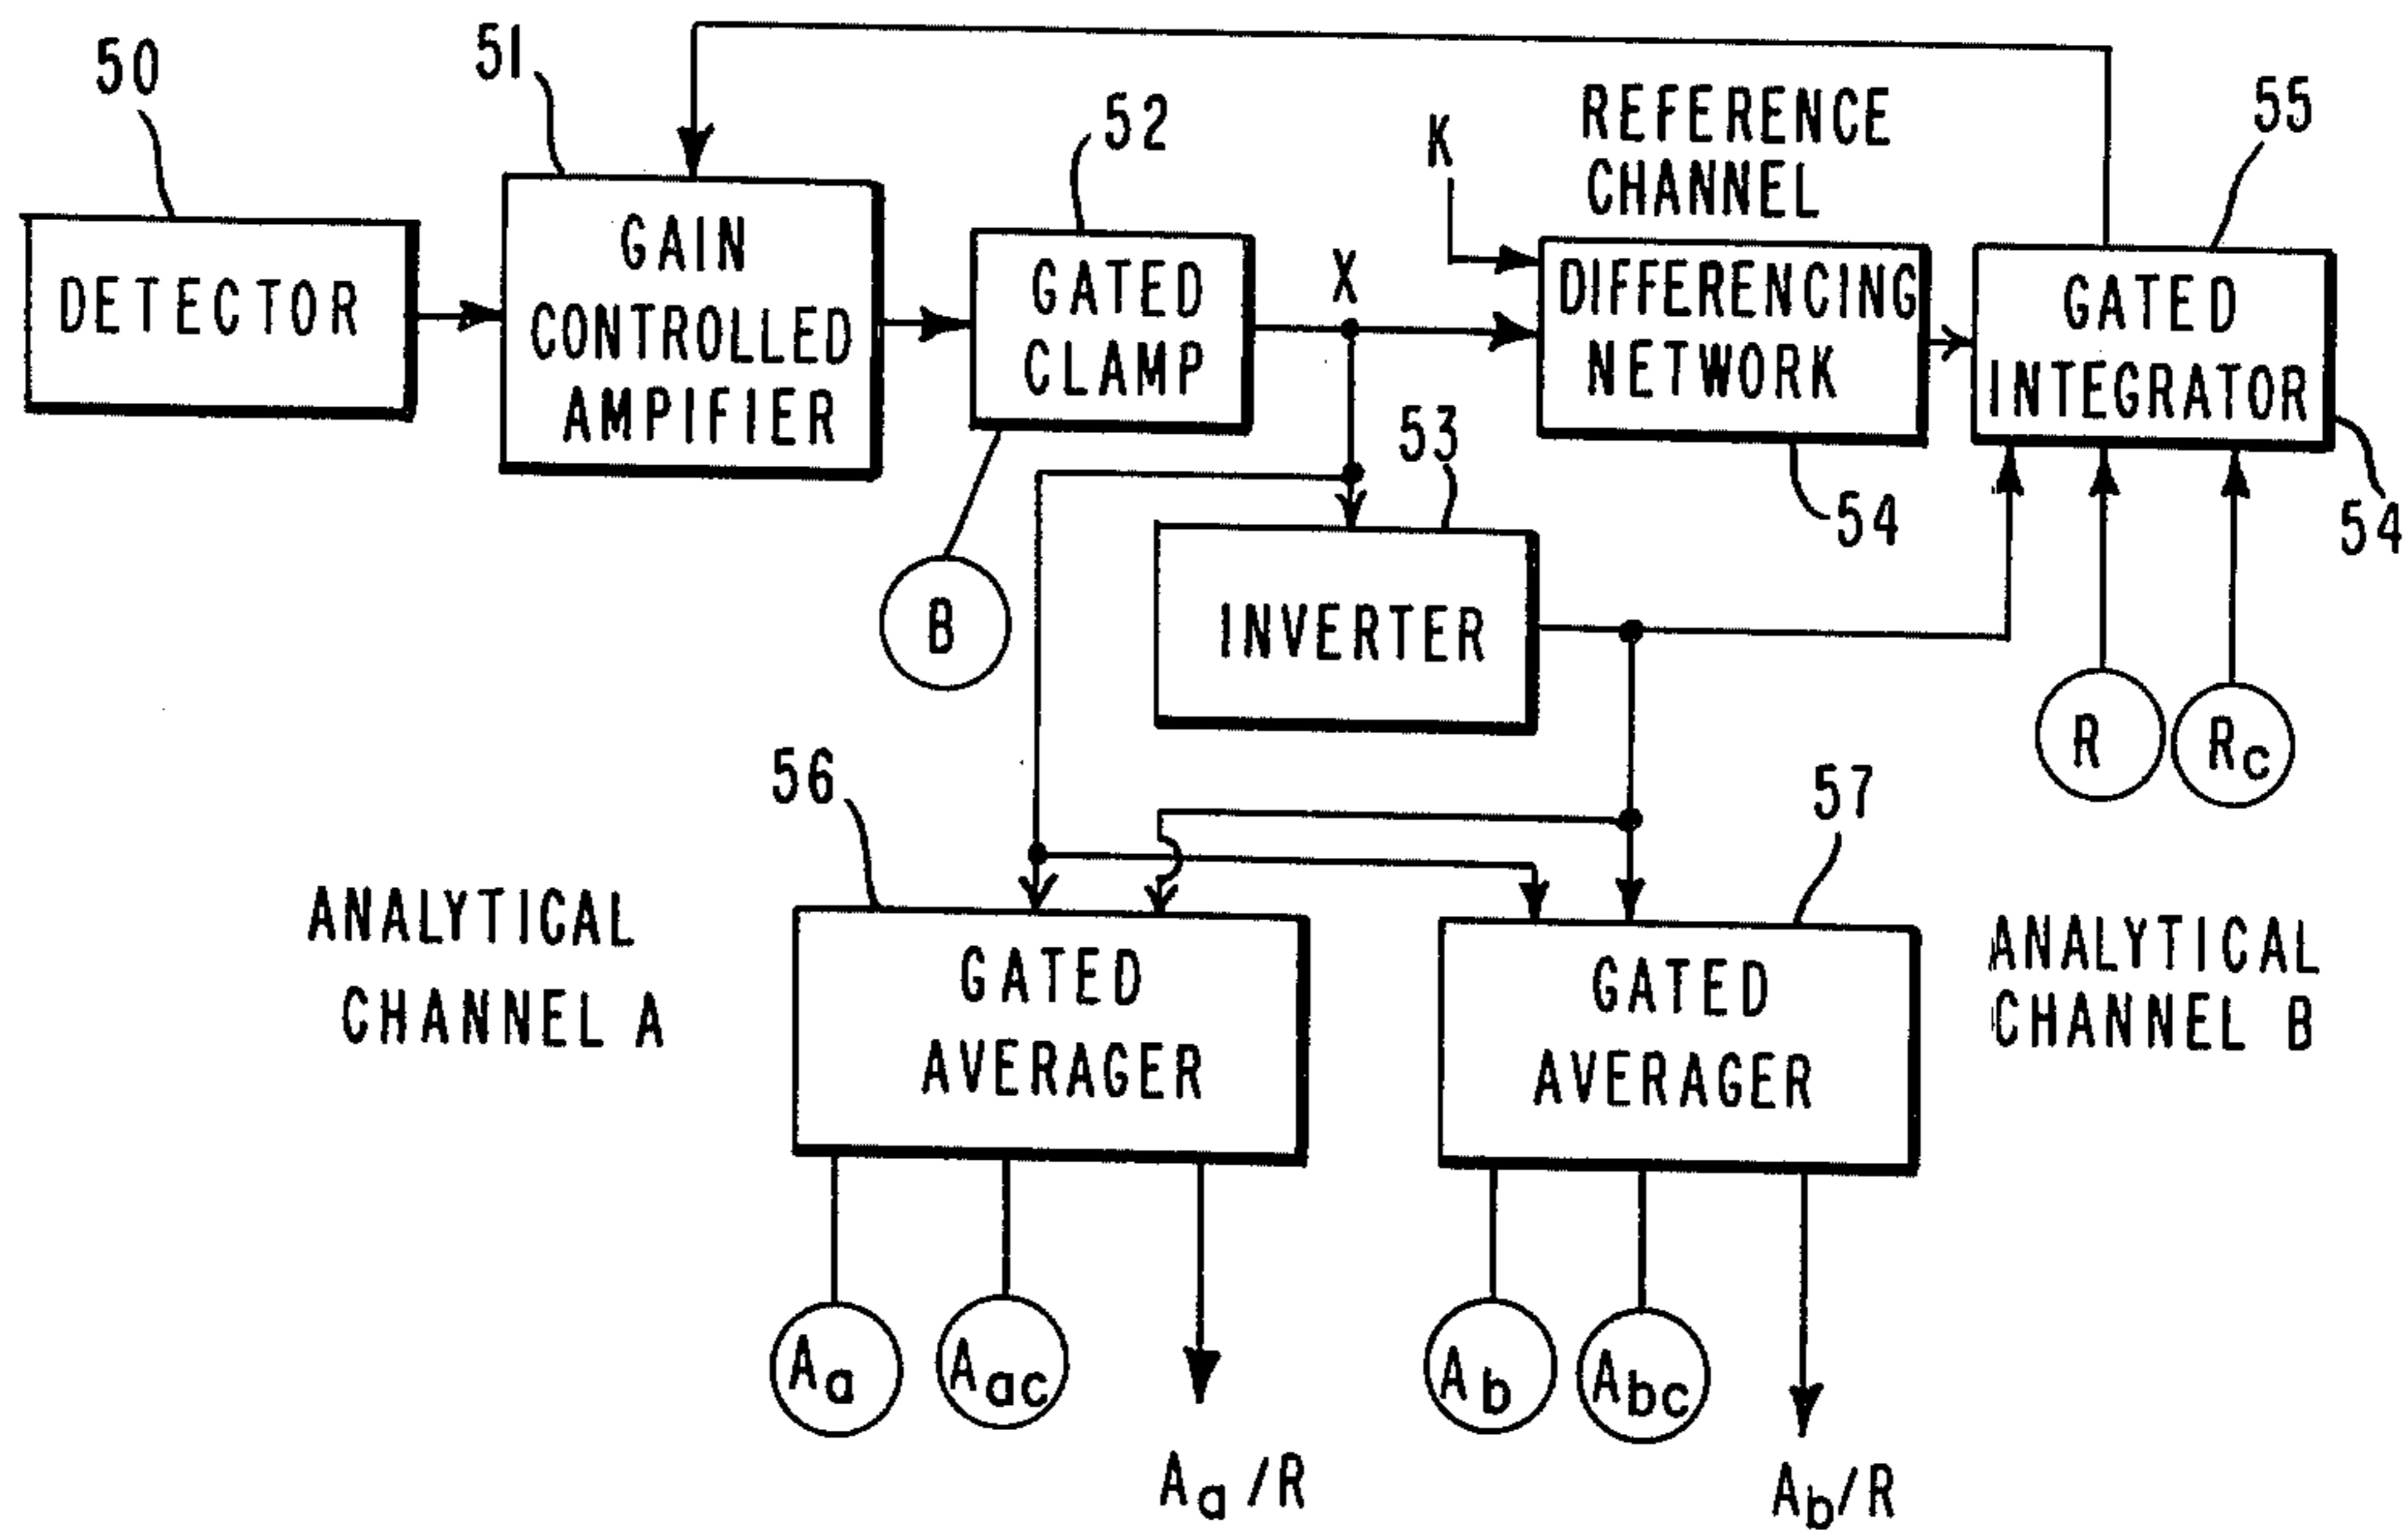 50
51
52
K
REFERENCE
CHANNEL
55
DETECTOR
GAIN
CONTROLLED
AMPIFIER
GATED
CLAMP
X
DIFFERENCING
NETWORK
GATED
INTEGRATOR
53
54
54
B
INVERTER
R
Rc
56
57
ANALYTICAL
CHANNEL A
GATED
AVERAGER
GATED
AVERAGER
ANALYTICAL
CHANNEL B
Aa
Aac
Ab
Abc
Aa/R
Ab/R